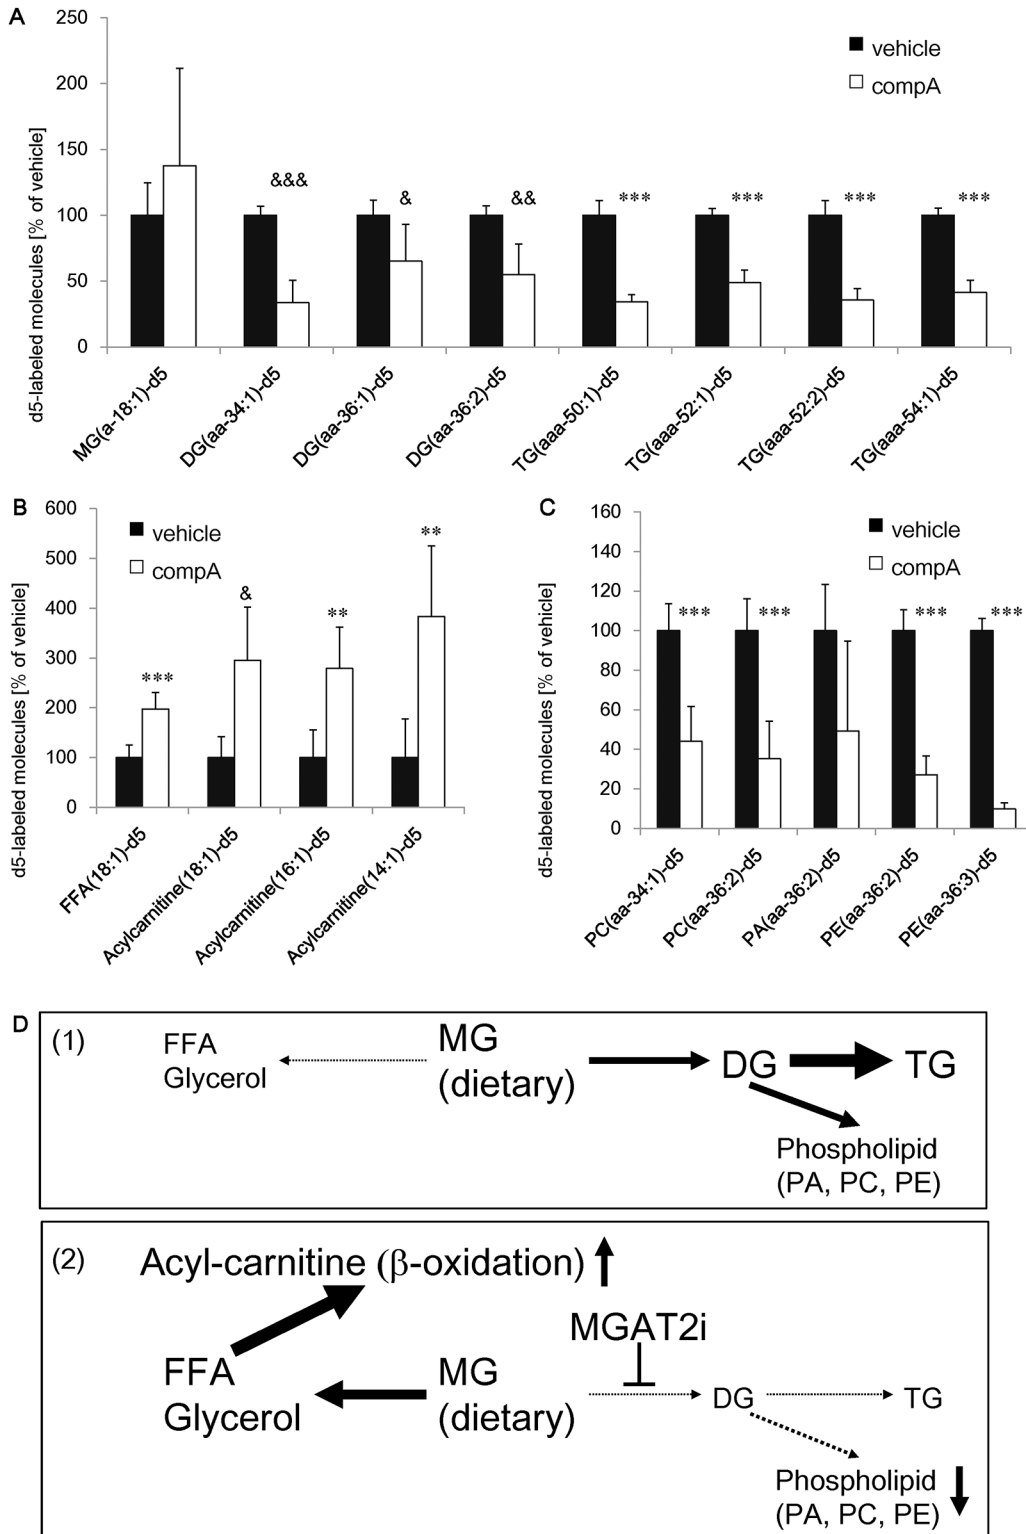 A
250
200
150
100
50
0
d5-labeled molecules [% of vehicle]
vehicle
compA
&&&
&
&&
***
***
***
***
MG(a-18:1)-d5
DG(aa-34:1)-d5
DG(aa-36:1)-d5
DG(aa-36:2)-d5
TG(aaa-50:1)-d5
TG(aaa-52:1)-d5
TG(aaa-52:2)-d5
TG(aaa-54:1)-d5
B
600
500
400
300
200
100
0
d5-labeled molecules [% of vehicle]
vehicle
compA
***
&
**
**
FFA(18:1)-d5
Acylcarnitine(18:1)-d5
Acylcarnitine(16:1)-d5
Acylcarnitine(14:1)-d5
C
160
140
120
100
80
60
40
20
0
d5-labeled molecules [% of vehicle]
vehicle
compA
***
***
***
***
PC(aa-34:1)-d5
PC(aa-36:2)-d5
PA(aa-36:2)-d5
PE(aa-36:2)-d5
PE(aa-36:3)-d5
D
(1)
FFA
Glycerol
MG
(dietary)
DG
TG
Phospholipid
(PA, PC, PE)
(2)
Acyl-carnitine (β-oxidation)
MGAT2i
FFA
Glycerol
MG
(dietary)
DG
TG
Phospholipid
(PA, PC, PE)